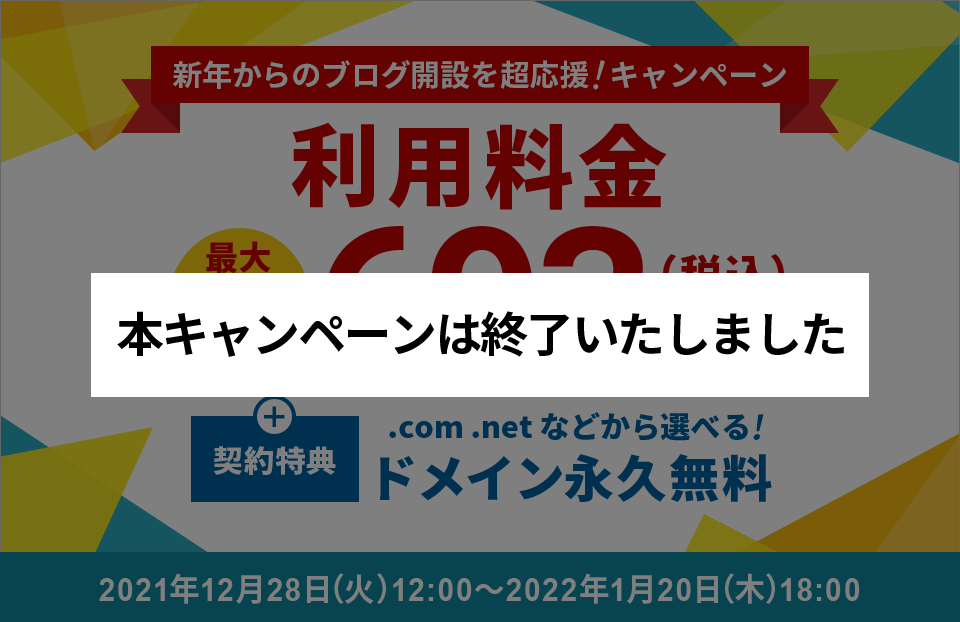 新年からのブログ開設を超応援!キャンペーン
利用料金
最大
(税込)
本キャンペーンは終了いたしました
+
契約特典
.com .net などから選べる!
ドメイン永久無料
2021年12月28日(火)12:00〜2022年1月20日(木)18:00